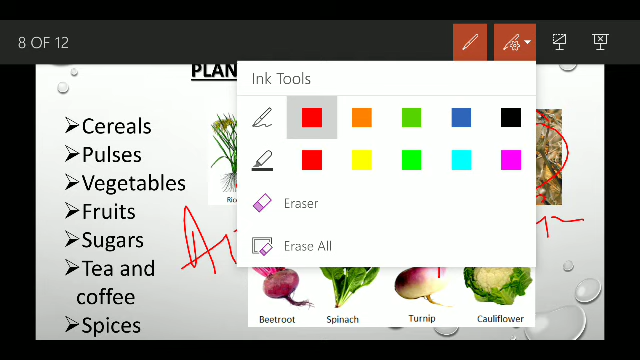 8 OF 12
PLAN
Ink Tools
Eraser
Erase All
➢Cereals
➢Pulses
➢Vegetables
➢Fruits
➢Sugars
➢Tea and
coffee
➢Spices
Beetroot Spinach Turnip Cauliflower